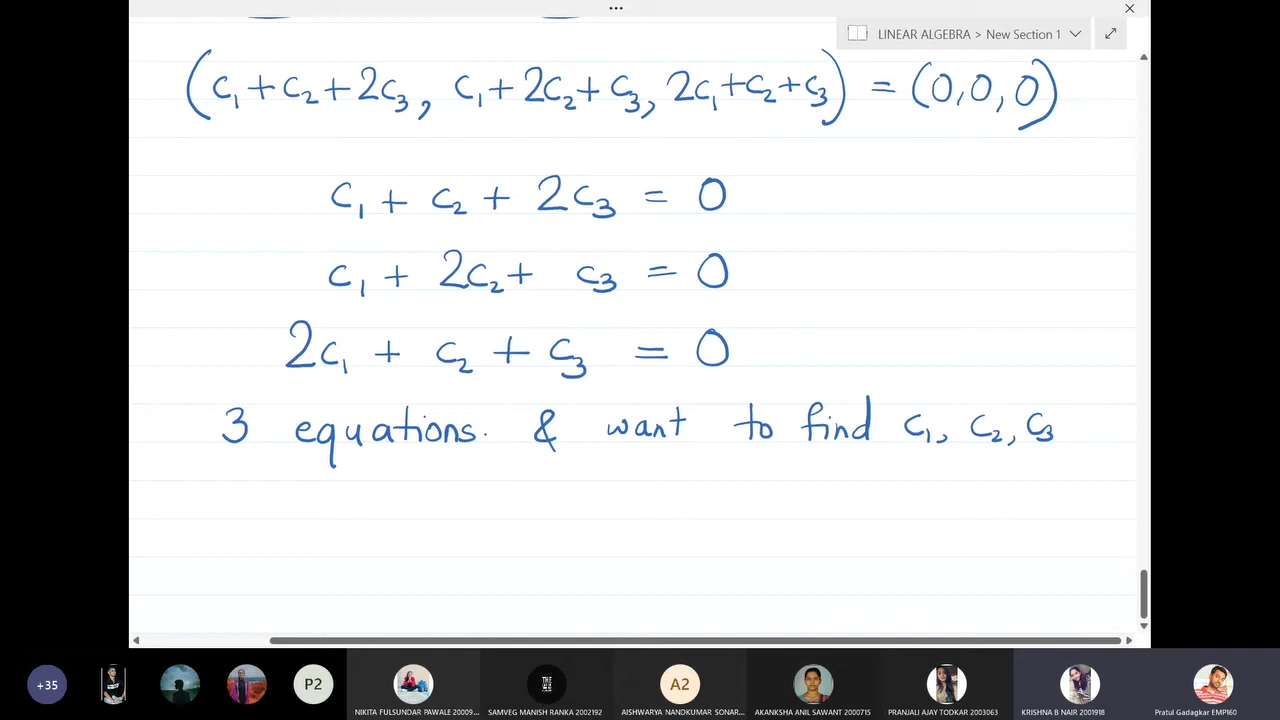 LINEAR ALGEBRA > New Section 1
(c₁+c₂+2c₃, c₁+2c₂+c₃, 2c₁+c₂+c₃) = (0,0,0)
c₁ + c₂ + 2c₃ = 0
c₁ + 2c₂ + c₃ = 0
2c₁ + c₂ + c₃ = 0
3 equations. & want to find c₁, c₂, c₃
+35
P2
A2
NIKITA FULSUNDAR PAWALE 20009...
SAMVEG MANISH RANKA 2002192
AISHWARYA NANDKUMAR SONAR...
AKANKSHA ANIL SAWANT 2000715
PRANJALI AJAY TODKAR 2003063
KRISHNA B NAIR 2001918
Pratul Gadagkar EMP160